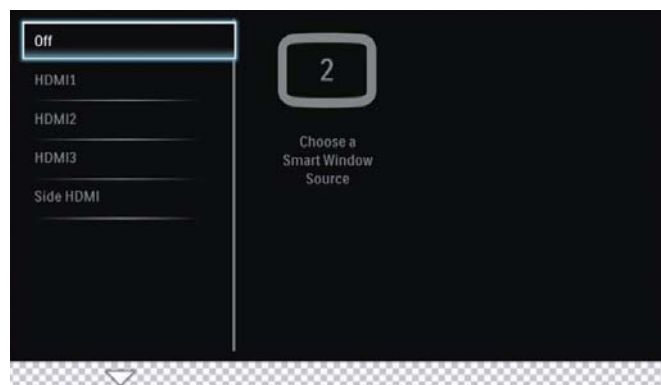 Off
HDMI1
HDMI2
HDMI3
Side HDMI
2
Choose a
Smart Window
Source